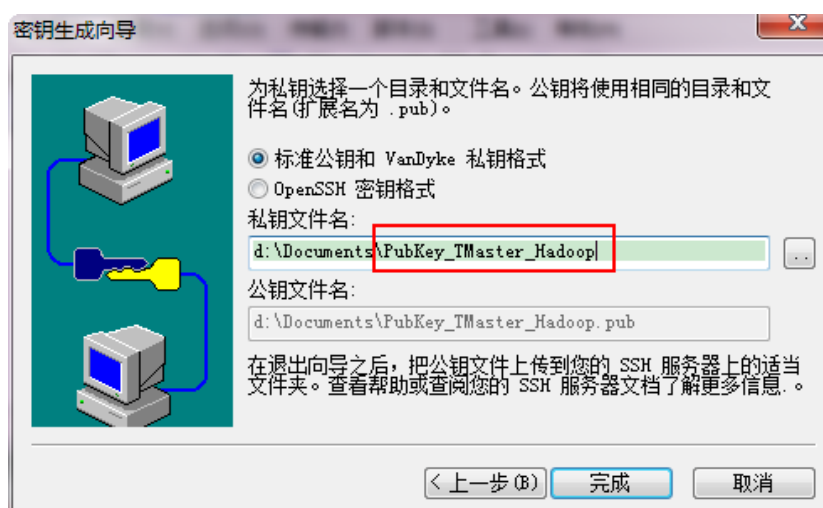 密钥生成向导
为私钥选择一个目录和文件名。公钥将使用相同的目录和文
件名(扩展名为 .pub)。
标准公钥和 VanDyke 私钥格式
OpenSSH 密钥格式
私钥文件名:
d:\Documents\PubKey_TMaster_Hadoop
..
公钥文件名:
d:\Documents\PubKey_TMaster_Hadoop.pub
在退出向导之后，把公钥文件上传到您的 SSH 服务器上的适当
文件夹。查看帮助或查阅您的 SSH 服务器文档了解更多信息.。
<上一步(B) 完成 取消